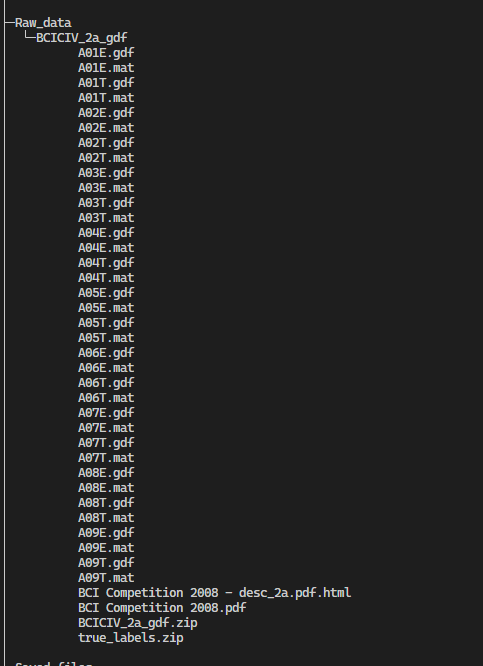 Raw_data
BCICIV_2a_gdf
A01E.gdf
A01E.mat
A01T.gdf
A01T.mat
A02E.gdf
A02E.mat
A02T.gdf
A02T.mat
A03E.gdf
A03E.mat
A03T.gdf
A03T.mat
A04E.gdf
A04E.mat
A04T.gdf
A04T.mat
A05E.gdf
A05E.mat
A05T.gdf
A05T.mat
A06E.gdf
A06E.mat
A06T.gdf
A06T.mat
A07E.gdf
A07E.mat
A07T.gdf
A07T.mat
A08E.gdf
A08E.mat
A08T.gdf
A08T.mat
A09E.gdf
A09E.mat
A09T.gdf
A09T.mat
BCI Competition 2008 - desc_2a.pdf.html
BCI Competition 2008.pdf
BCICIV_2a_gdf.zip
true_labels.zip